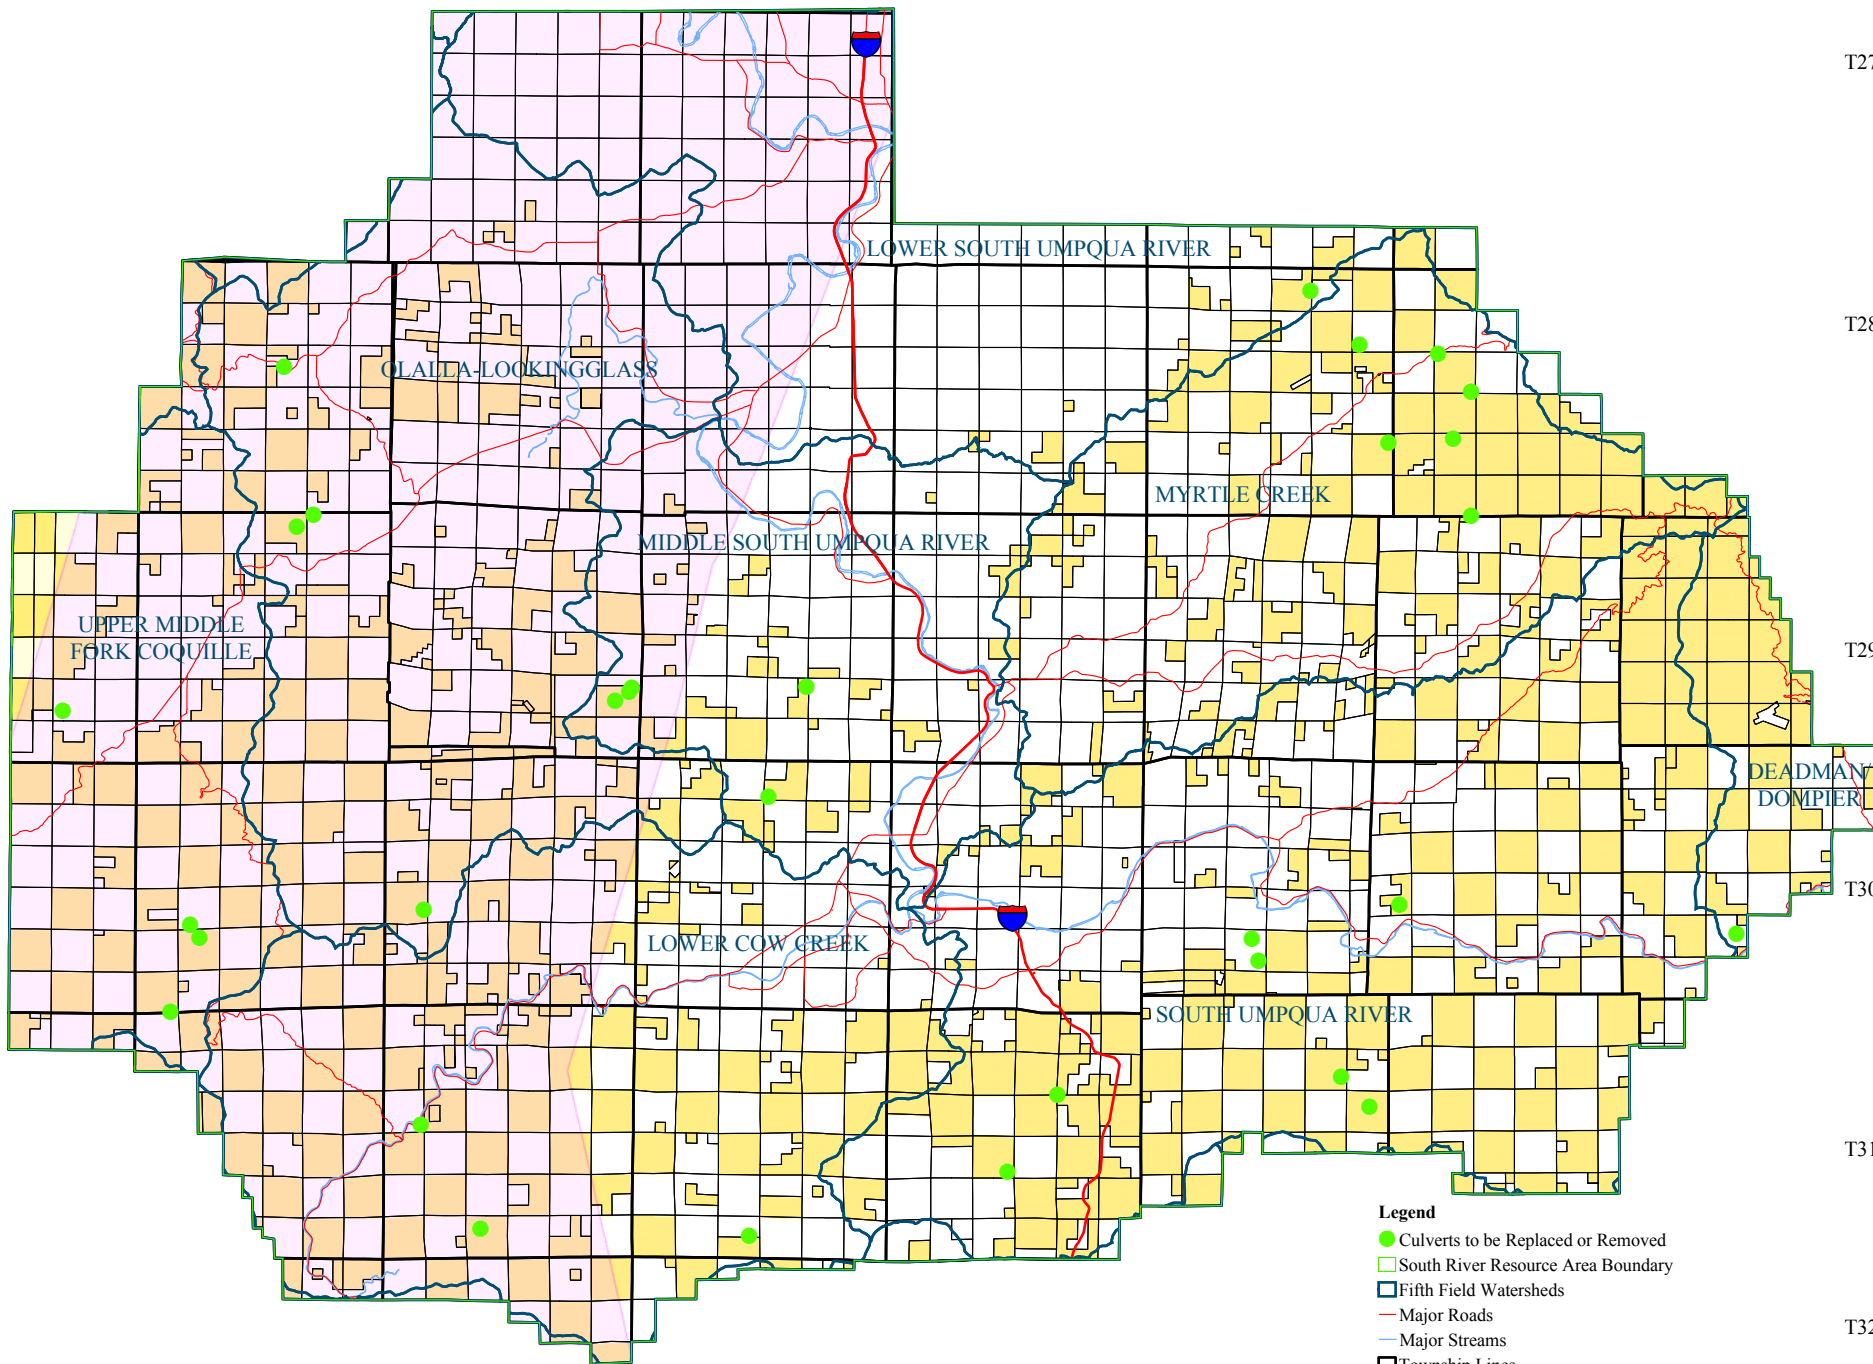 T27
LOWER SOUTH UMPQUA RIVER
T28
OLALLA-LOOKINGGLASS
MYRTLE CREEK
MIDDLE SOUTH UMPQUA RIVER
UPPER MIDDLE
FORK COQUILLE
T29
DEADMAN/
DOMPIER
T30
LOWER COW CREEK
SOUTH UMPQUA RIVER
T31
Legend
Culverts to be Replaced or Removed
South River Resource Area Boundary
Fifth Field Watersheds
Major Roads
Major Streams
T32
Township Lines